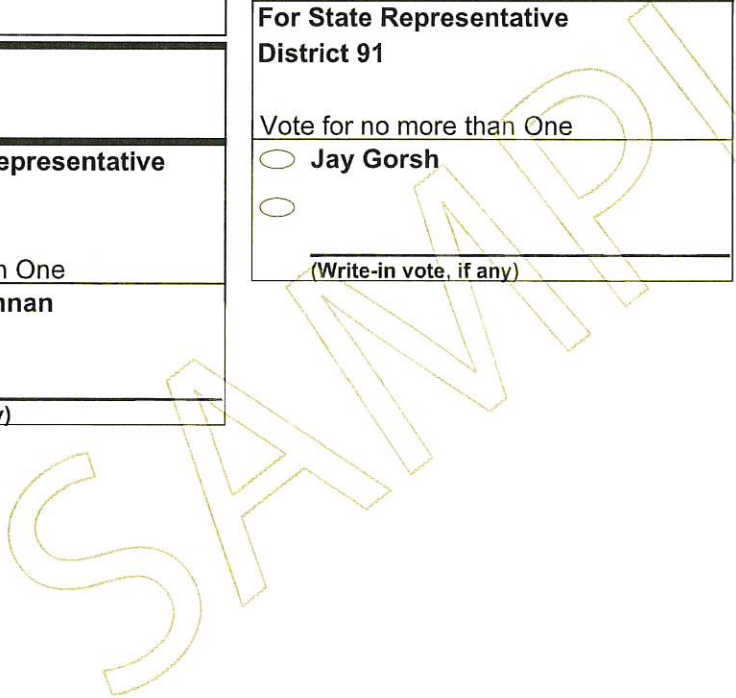 epresentative
n One
nnan
)
For State Representative
District 91
Vote for no more than One
Jay Gorsh
(Write-in vote, if any)
SAMPL